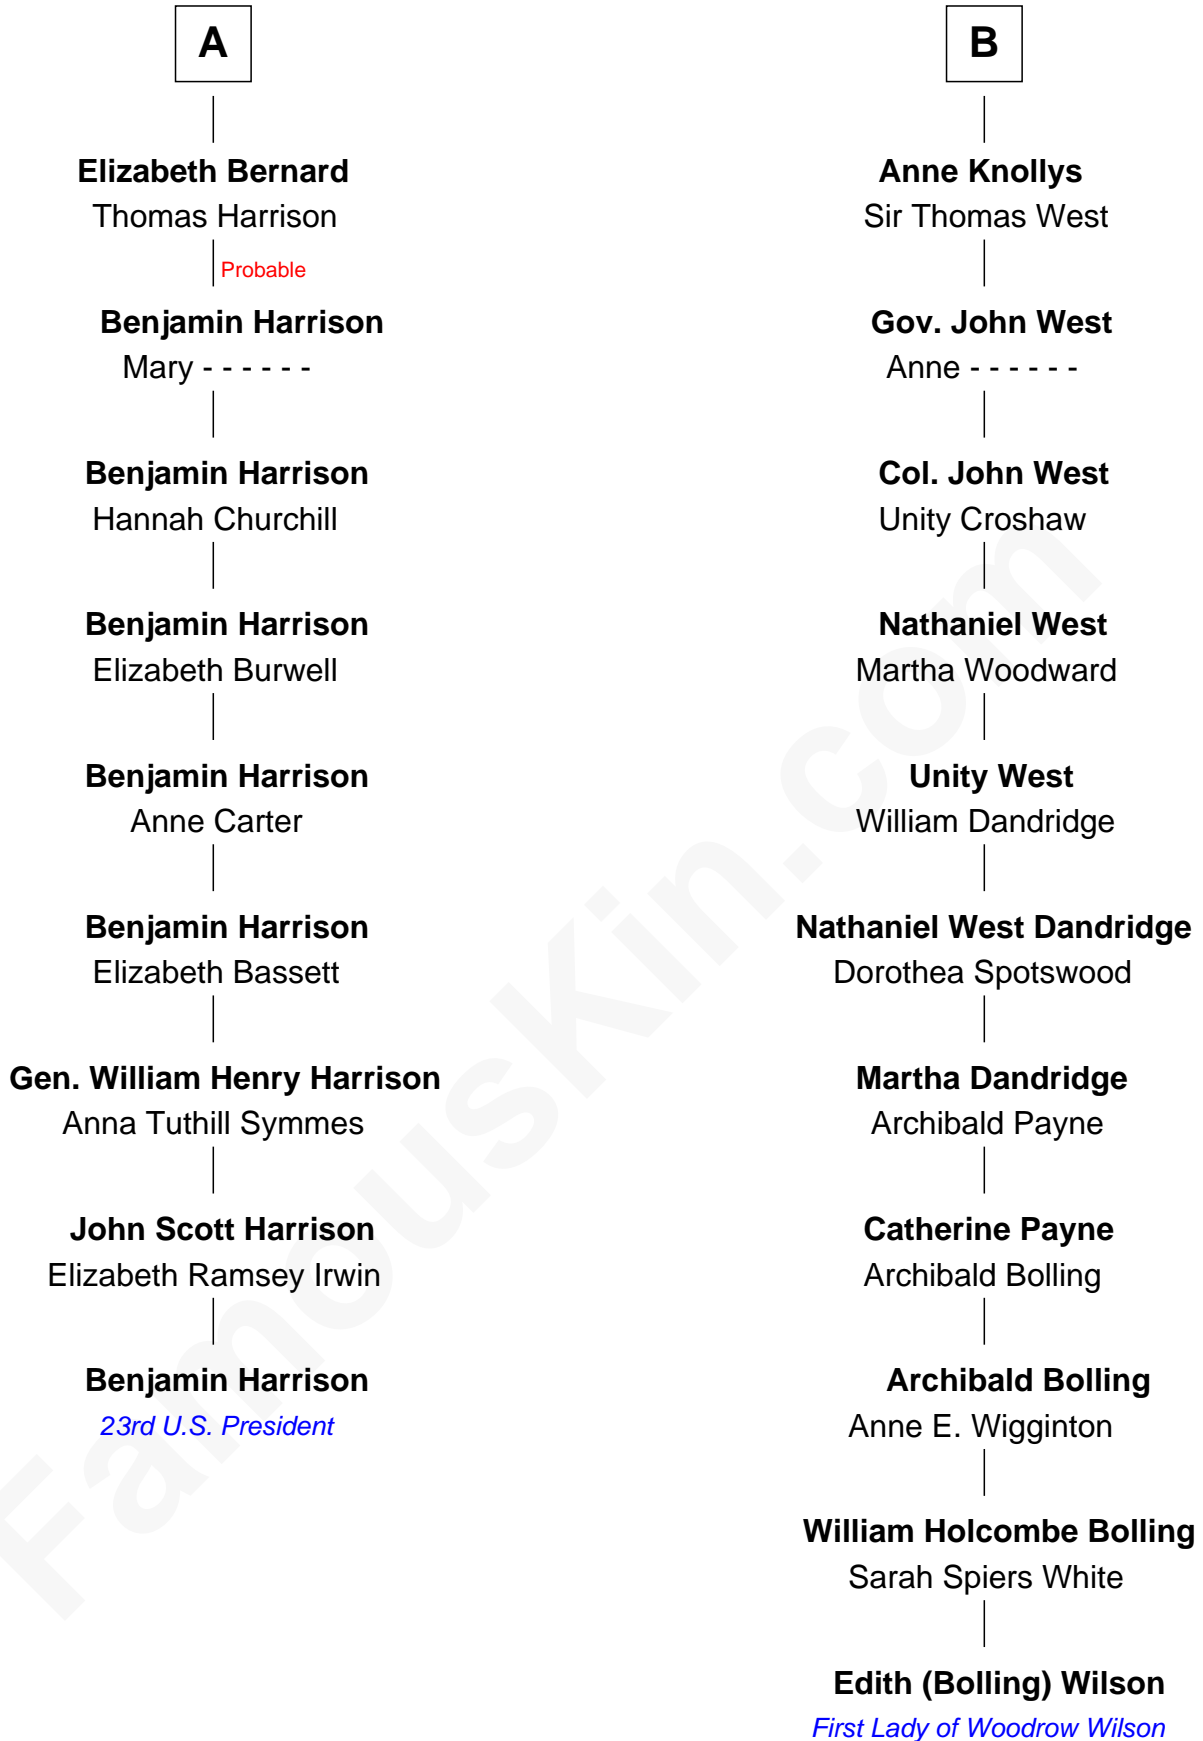 A
Elizabeth Bernard
Thomas Harrison
Probable
Benjamin Harrison
Mary - - - - - -
Benjamin Harrison
Hannah Churchill
Benjamin Harrison
Elizabeth Burwell
Benjamin Harrison
Anne Carter
Benjamin Harrison
Elizabeth Bassett
Gen. William Henry Harrison
Anna Tuthill Symmes
John Scott Harrison
Elizabeth Ramsey Irwin
Benjamin Harrison
23rd U.S. President
B
Anne Knollys
Sir Thomas West
Gov. John West
Anne - - - - - -
Col. John West
Unity Croshaw
Nathaniel West
Martha Woodward
Unity West
William Dandridge
Nathaniel West Dandridge
Dorothea Spotswood
Martha Dandridge
Archibald Payne
Catherine Payne
Archibald Bolling
Archibald Bolling
Anne E. Wigginton
William Holcombe Bolling
Sarah Spiers White
Edith (Bolling) Wilson
First Lady of Woodrow Wilson
FamousKin.com